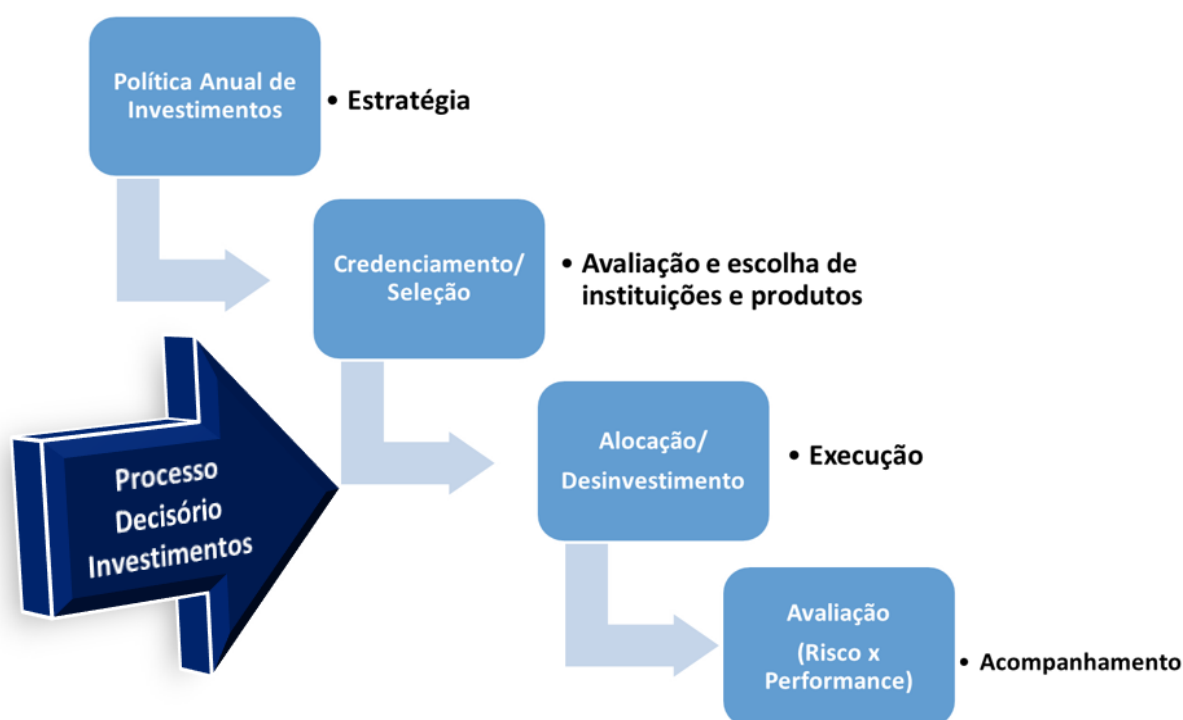 Política Anual de
Investimentos
• Estratégia
Credenciamento/
Seleção
• Avaliação e escolha de
instituições e produtos
Processo
Decisório
Investimentos
Alocação/
Desinvestimento
• Execução
Avaliação
(Risco x
Performance)
• Acompanhamento